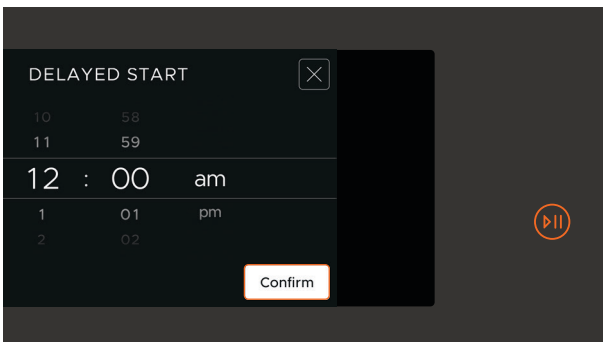 DELAYED START
10 58
11 59
12 : 00 am
1 01 pm
2 02
Confirm